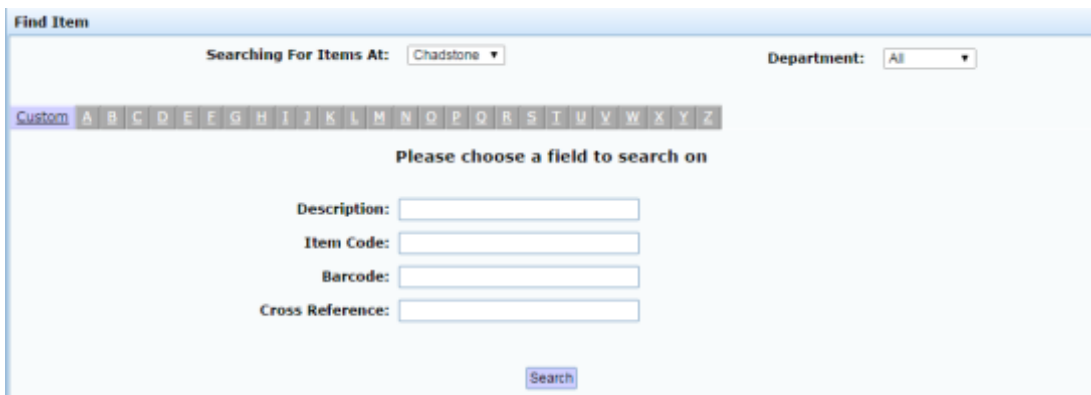 Find Item
Searching For Items At: Chadstone Department: All
Custom A B C D E F G H I J K L M N O P Q R S T U V W X Y Z
Please choose a field to search on
Description:
Item Code:
Barcode:
Cross Reference:
Search